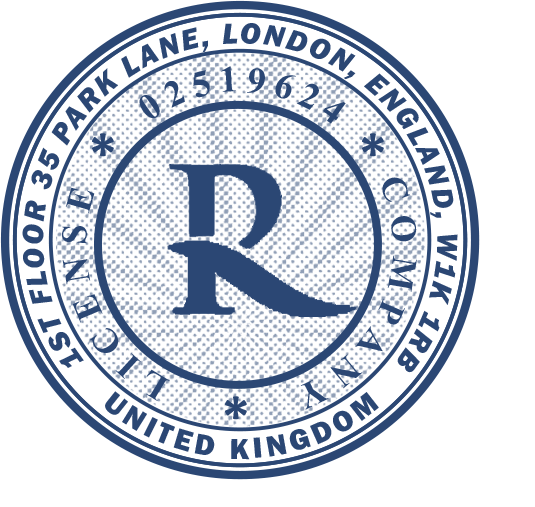 1ST FLOOR 35 PARK LANE, LONDON, ENGLAND, W1K 1RB
UNITED KINGDOM
02519624
* LICENSE * COMPANY *
R